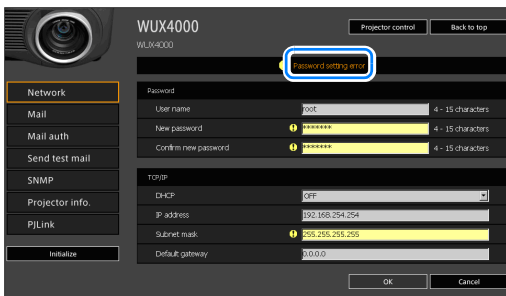 WUX4000
Projector control
Back to top
WUX4000
Password setting error
Network
Mail
Mail auth
Send test mail
SNMP
Projector info.
PJLink
Initialize
Password
User name root 4 - 15 characters
New password ******* 4 - 15 characters
Confirm new password ******* 4 - 15 characters
TCP/IP
DHCP OFF
IP address 192.168.254.254
Subnet mask 255.255.255.255
Default gateway 0.0.0.0
OK Cancel